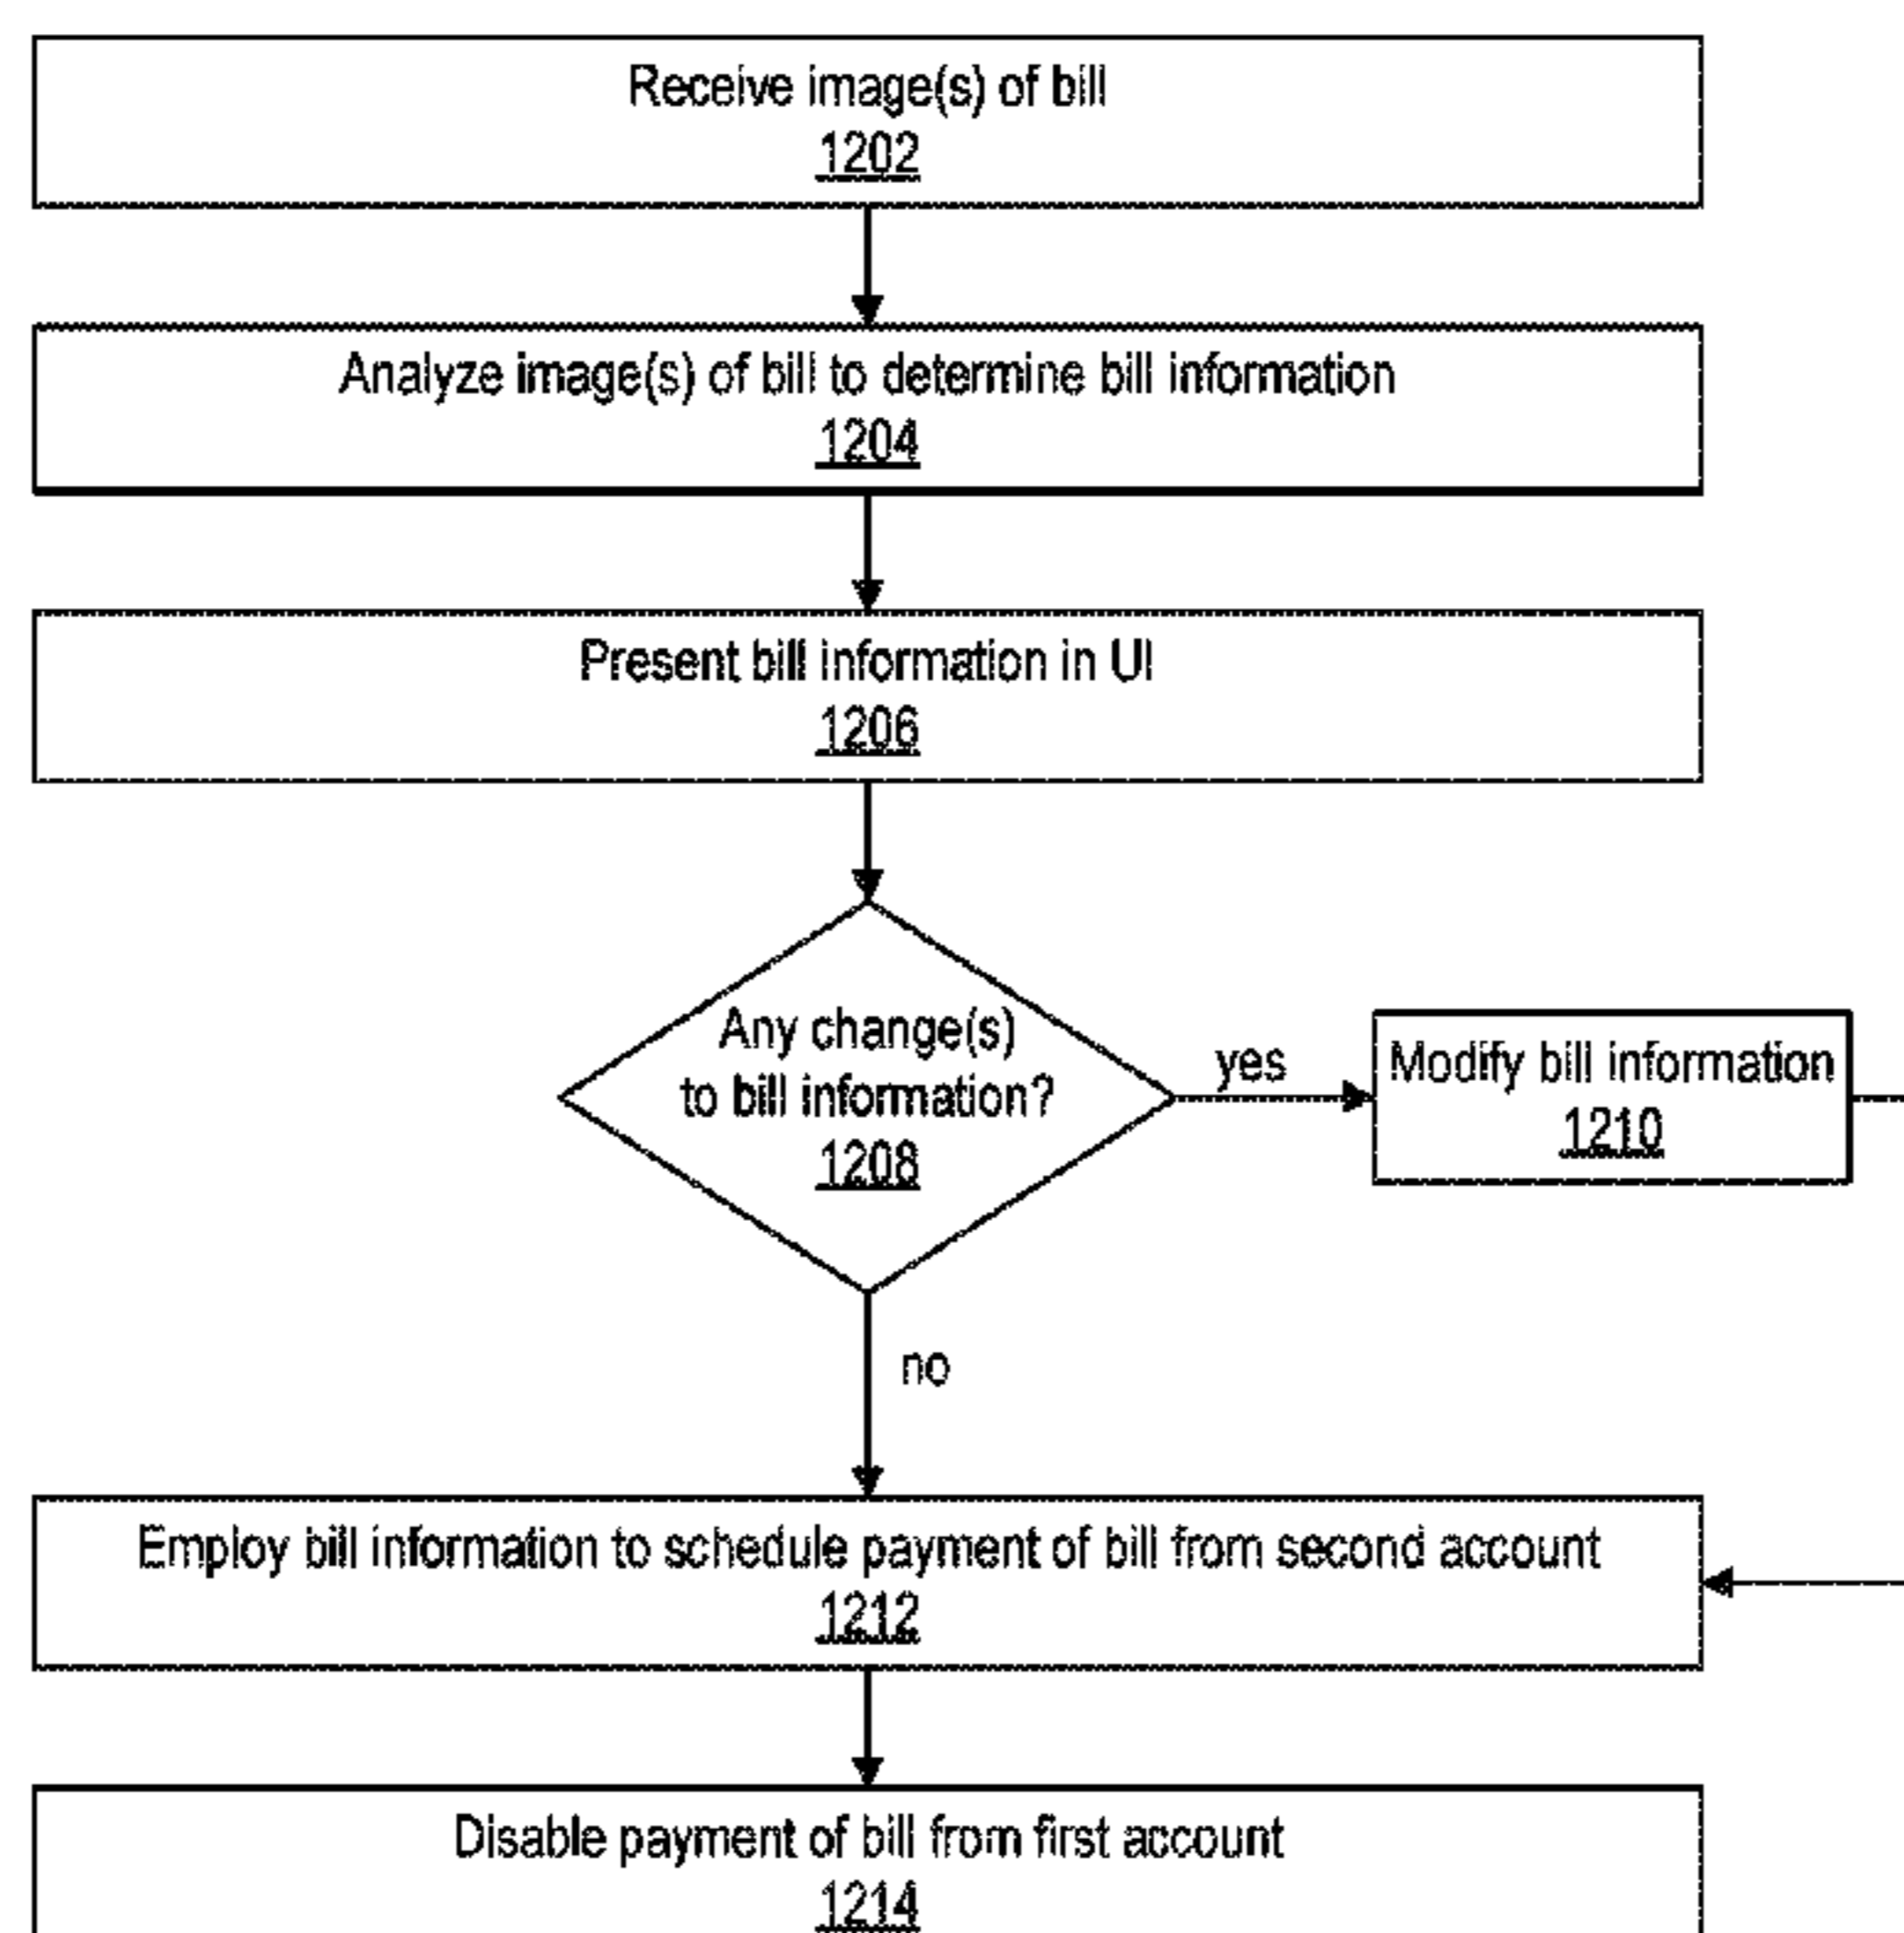 Receive image(s) of bill
1202
Analyze image(s) of bill to determine bill information
1204
Present bill information in UI
1206
Any change(s)
to bill information?
1208
yes
Modify bill information
1210
no
Employ bill information to schedule payment of bill from second account
1212
Disable payment of bill from first account
1214